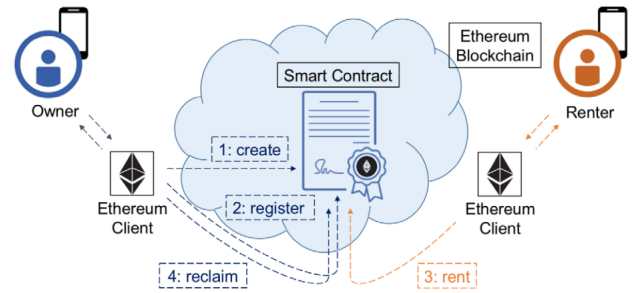 Ethereum
Blockchain
Smart Contract
Owner
Renter
1: create
2: register
Ethereum
Client
Ethereum
Client
4: reclaim
3: rent